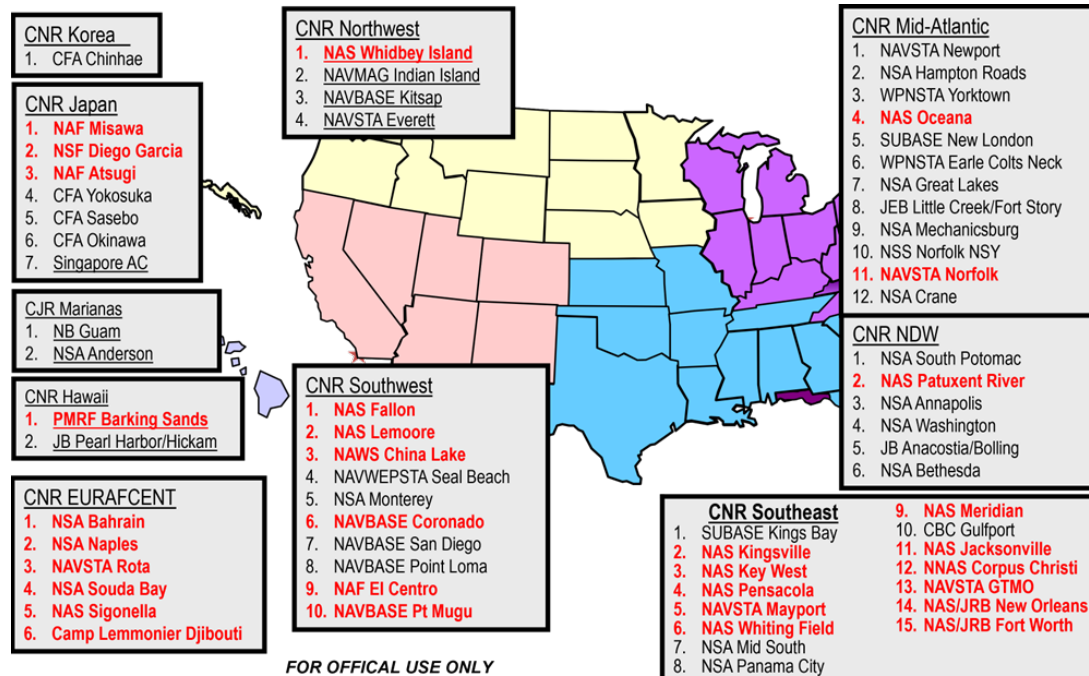 CNR Korea
1. CFA Chinhae
CNR Japan
1. NAF Misawa
2. NSF Diego Garcia
3. NAF Atsugi
4. CFA Yokosuka
5. CFA Sasebo
6. CFA Okinawa
7. Singapore AC
CJR Marianas
1. NB Guam
2. NSA Anderson
CNR Hawaii
1. PMRF Barking Sands
2. JB Pearl Harbor/Hickam
CNR EURAFCENT
1. NSA Bahrain
2. NSA Naples
3. NAVSTA Rota
4. NSA Souda Bay
5. NAS Sigonella
6. Camp Lemmonier Djibouti
CNR Northwest
1. NAS Whidbey Island
2. NAVMAG Indian Island
3. NAVBASE Kitsap
4. NAVSTA Everett
CNR Southwest
1. NAS Fallon
2. NAS Lemoore
3. NAWS China Lake
4. NAVWEPSTA Seal Beach
5. NSA Monterey
6. NAVBASE Coronado
7. NAVBASE San Diego
8. NAVBASE Point Loma
9. NAF El Centro
10. NAVBASE Pt Mugu
CNR Mid-Atlantic
1. NAVSTA Newport
2. NSA Hampton Roads
3. WPNSTA Yorktown
4. NAS Oceana
5. SUBASE New London
6. WPNSTA Earle Colts Neck
7. NSA Great Lakes
8. JEB Little Creek/Fort Story
9. NSA Mechanicsburg
10. NSS Norfolk NSY
11. NAVSTA Norfolk
12. NSA Crane
CNR NDW
1. NSA South Potomac
2. NAS Patuxent River
3. NSA Annapolis
4. NSA Washington
5. JB Anacostia/Bolling
6. NSA Bethesda
CNR Southeast
1. SUBASE Kings Bay
2. NAS Kingsville
3. NAS Key West
4. NAS Pensacola
5. NAVSTA Mayport
6. NAS Whiting Field
7. NSA Mid South
8. NSA Panama City
9. NAS Meridian
10. CBC Gulfport
11. NAS Jacksonville
12. NNAS Corpus Christi
13. NAVSTA GTMO
14. NAS/JRB New Orleans
15. NAS/JRB Fort Worth
FOR OFFICAL USE ONLY